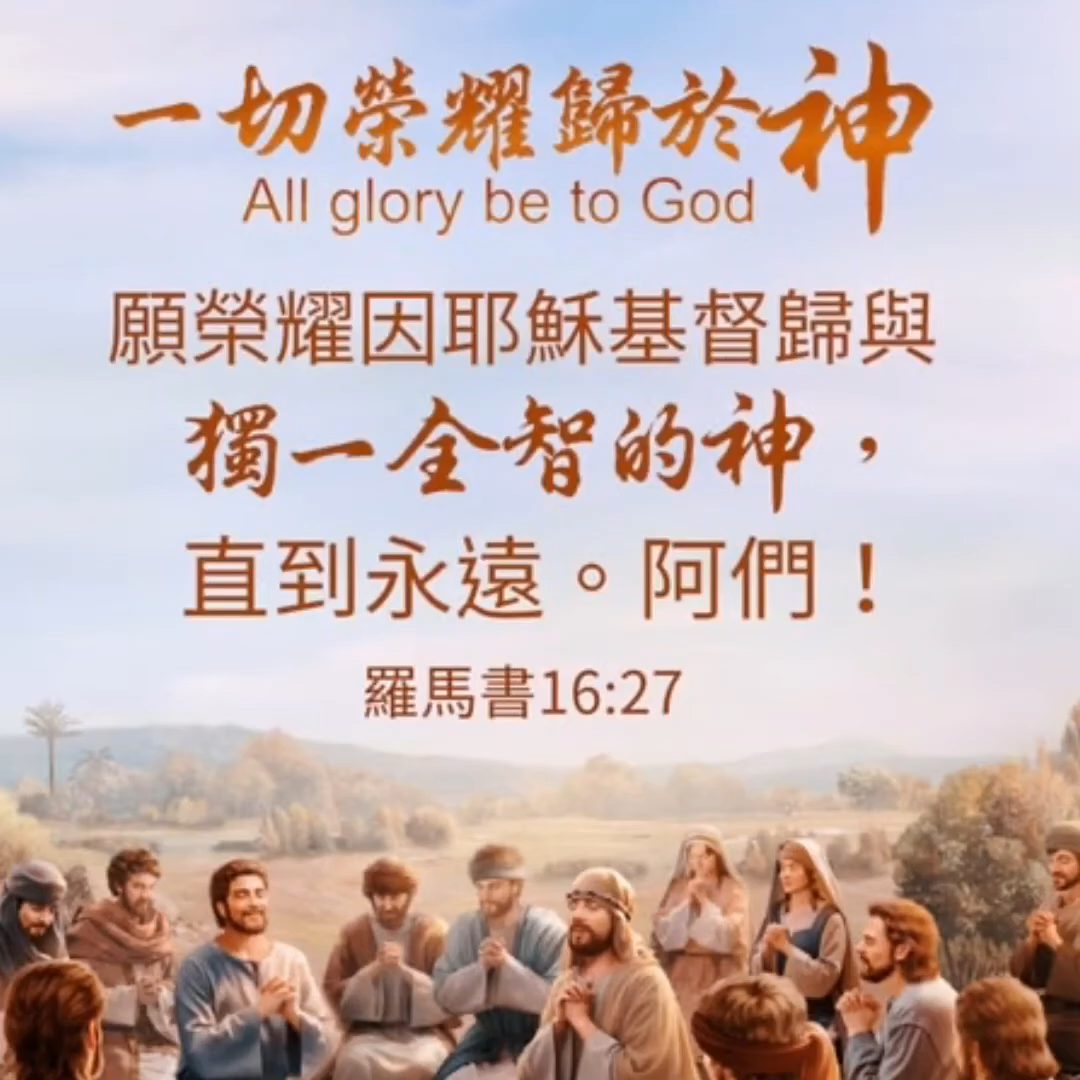 一切榮耀歸於神
All glory be to God
願榮耀因耶穌基督歸與
獨一全智的神，
直到永遠。阿們！
羅馬書16:27